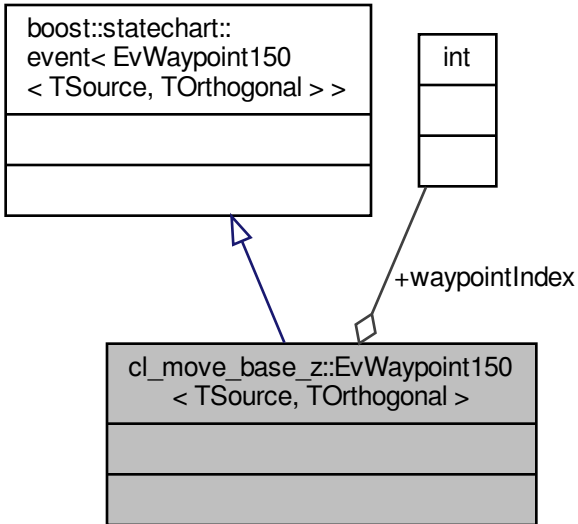 boost::statechart::
event< EvWaypoint150
< TSource, TOrthogonal > >
int
+waypointIndex
cl_move_base_z::EvWaypoint150
< TSource, TOrthogonal >